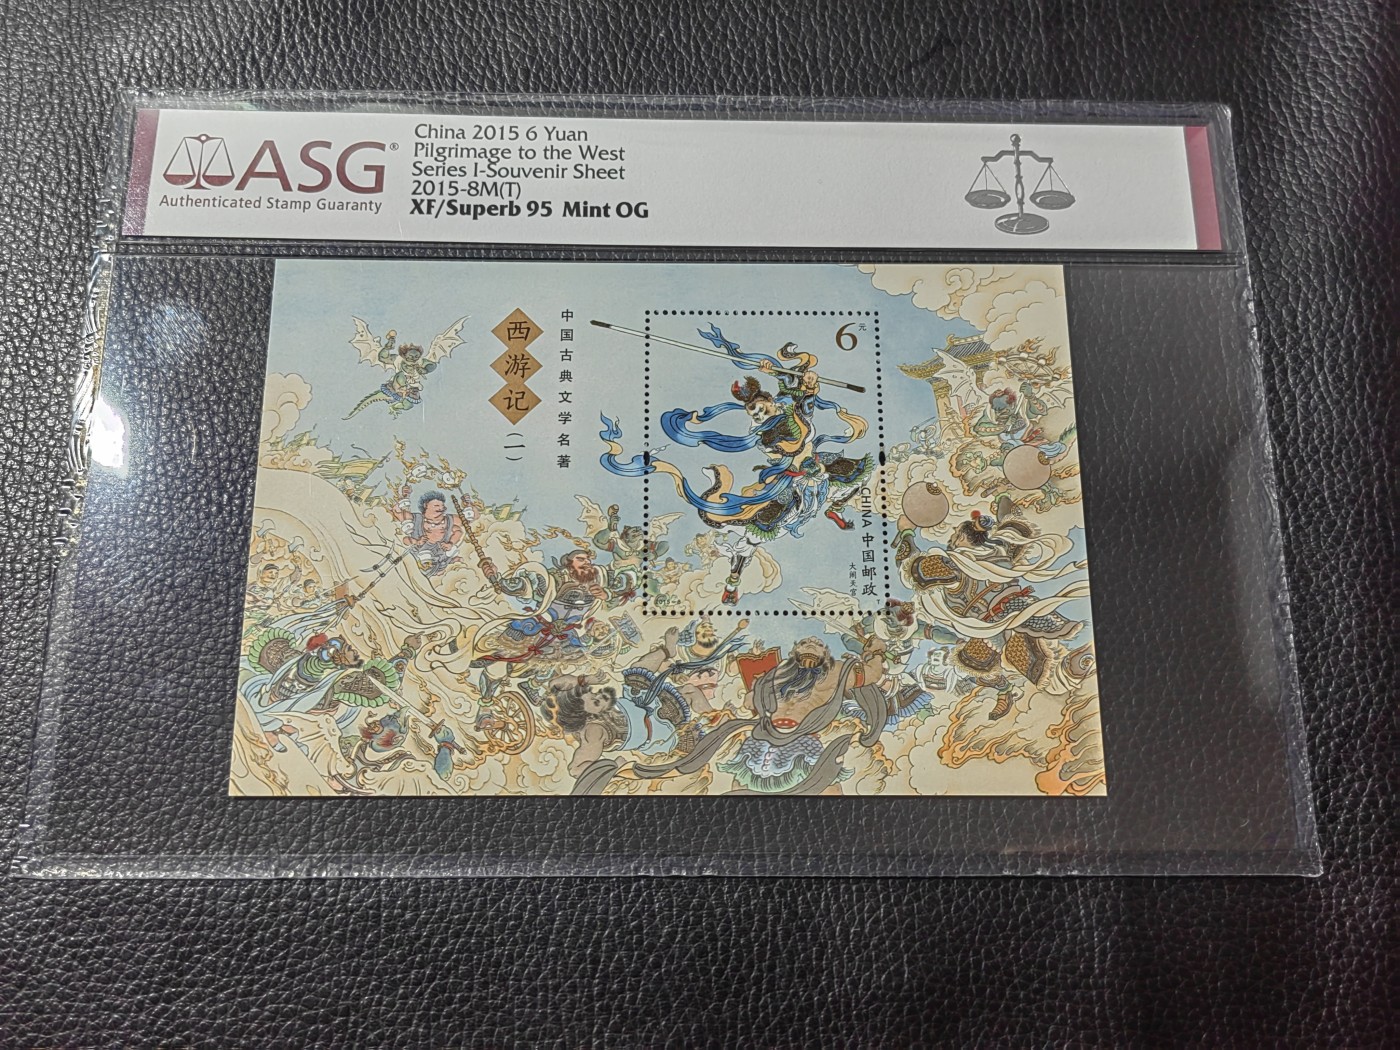 ASG®
Authenticated Stamp Guaranty
China 2015 6 Yuan
Pilgrimage to the West
Series I-Souvenir Sheet
2015-8M(T)
XF/Superb 95 Mint OG
西游记
(一)
中国古典文学名著
6元
CHINA 中国邮政
大闹天宫
T